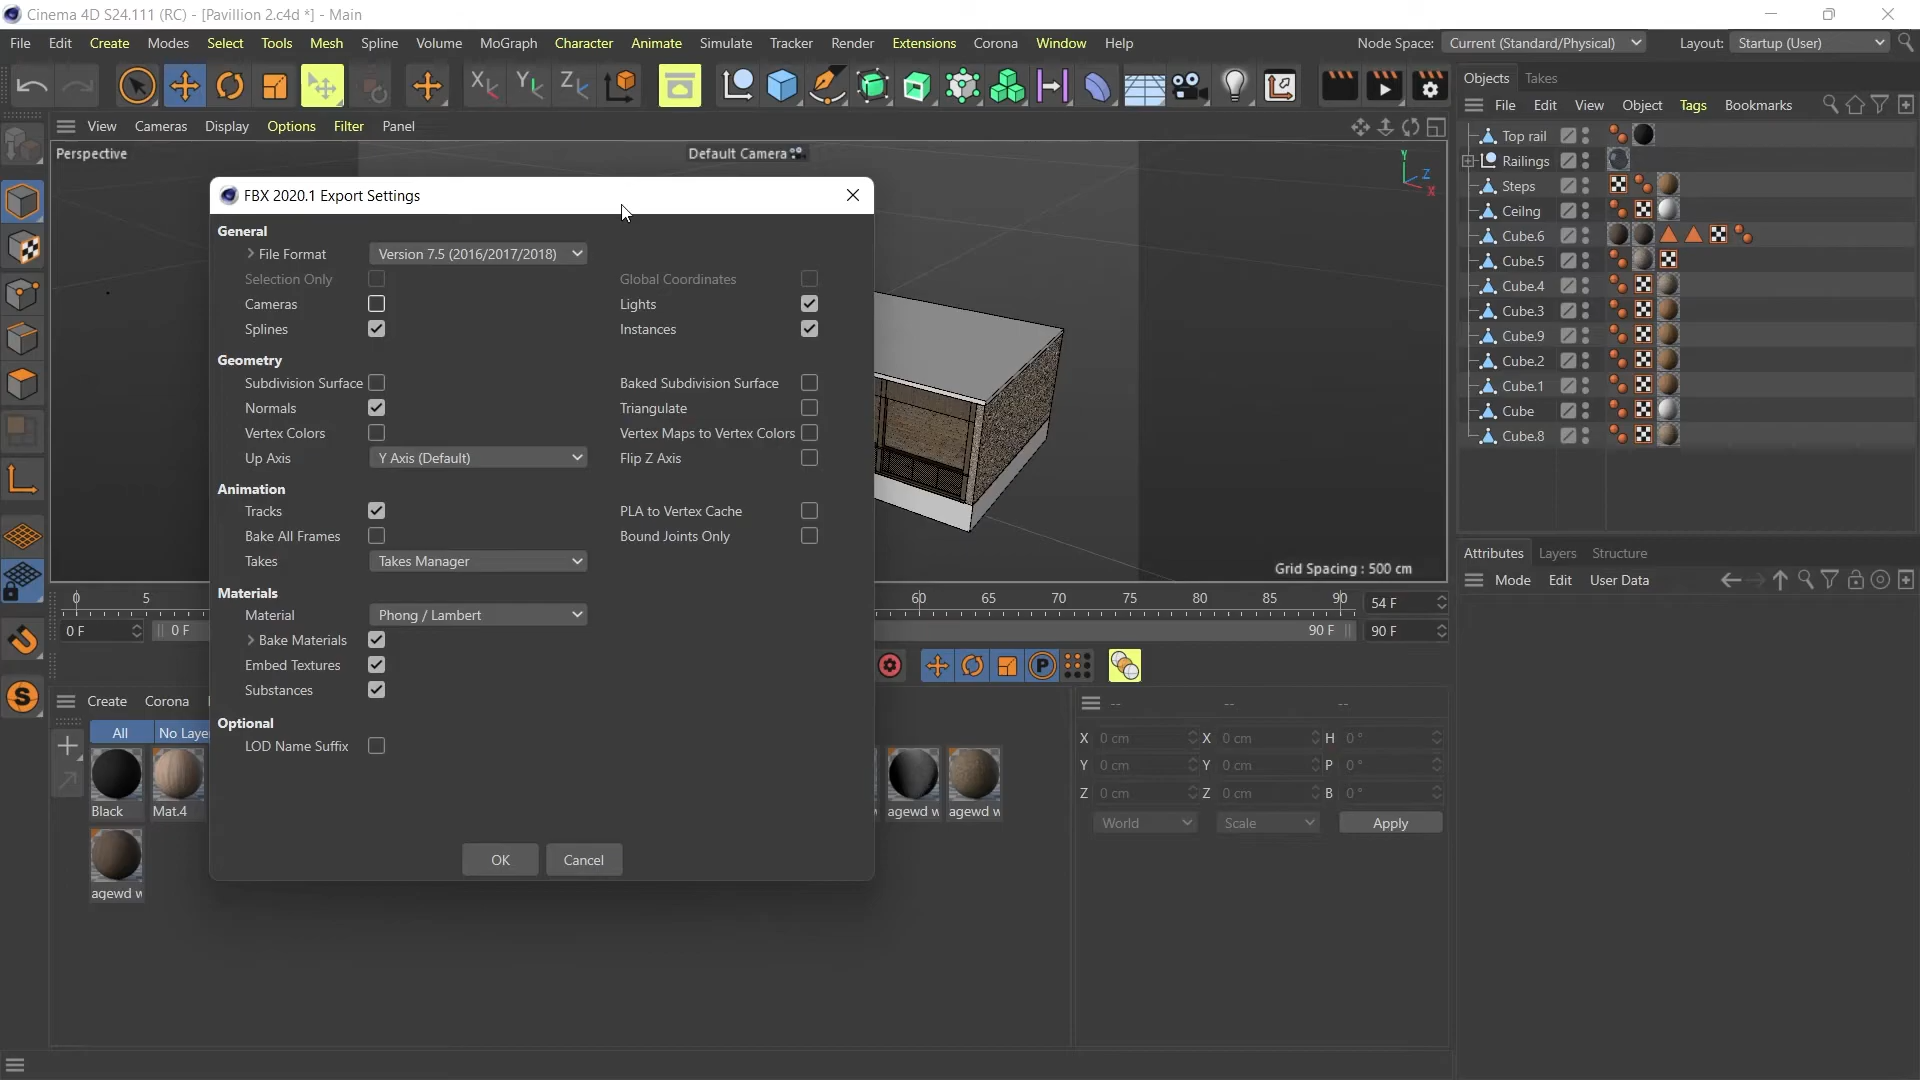 Cinema 4D S24.111 (RC) - [Pavillion 2.c4d *] - Main
File Edit Create Modes Select Tools Mesh Spline Volume MoGraph Character Animate Simulate Tracker Render Extensions Corona Window Help Node Space: Current (Standard/Physical) Layout: Startup (User)
Objects Takes
File Edit View Object Tags Bookmarks
View Cameras Display Options Filter Panel
Perspective
Default Camera
Y
Z
X
Grid Spacing : 500 cm
FBX 2020.1 Export Settings
General
File Format Version 7.5 (2016/2017/2018)
Selection Only Global Coordinates
Cameras Lights
Splines Instances
Geometry
Subdivision Surface Baked Subdivision Surface
Normals Triangulate
Vertex Colors Vertex Maps to Vertex Colors
Up Axis Y Axis (Default) Flip Z Axis
Animation
Tracks PLA to Vertex Cache
Bake All Frames Bound Joints Only
Takes Takes Manager
Materials
Material Phong / Lambert
Bake Materials
Embed Textures
Substances
Optional
LOD Name Suffix
OK Cancel
Top rail
Railings
Steps
Ceilng
Cube.6
Cube.5
Cube.4
Cube.3
Cube.9
Cube.2
Cube.1
Cube
Cube.8
Attributes Layers Structure
Mode Edit User Data
0 5 60 65 70 75 80 85 90 54 F
0 F 0 F 90 F 90 F
Create Corona
All No Laye
Black Mat.4 agewd w agewd w
agewd w
-- -- --
X 0 cm X 0 cm H 0 °
Y 0 cm Y 0 cm P 0 °
Z 0 cm Z 0 cm B 0 °
World Scale Apply